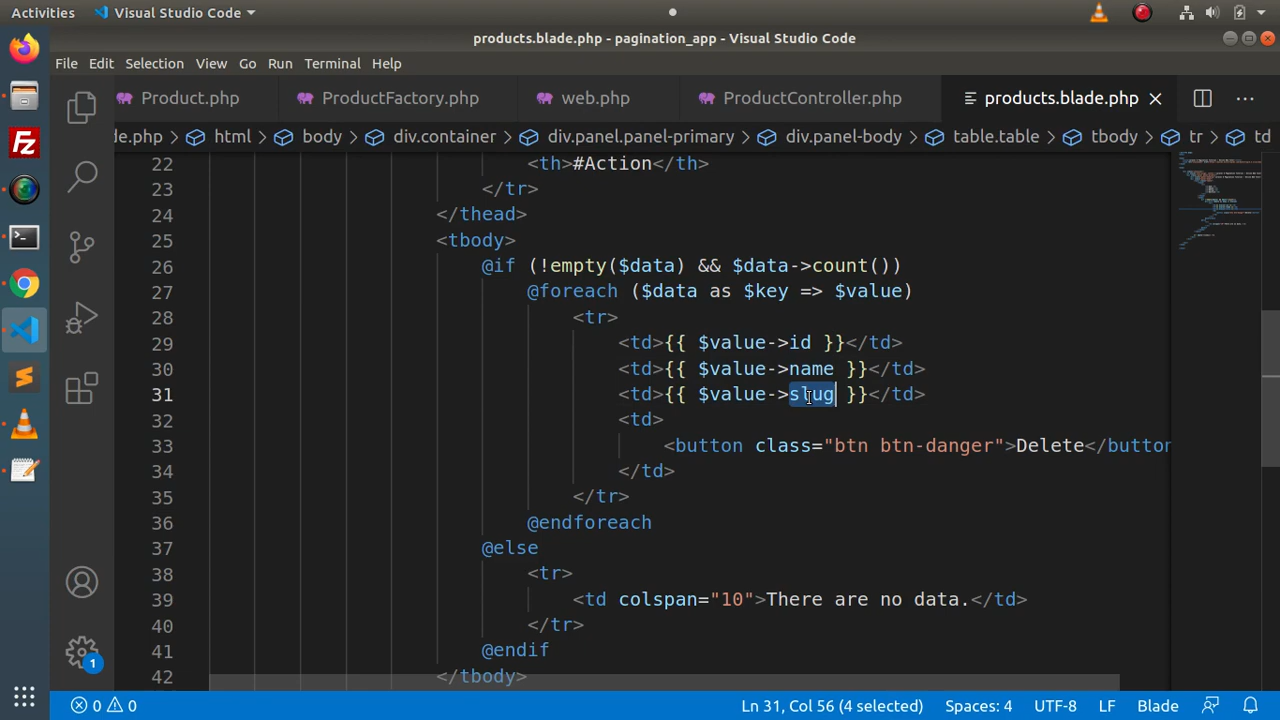 Activities Visual Studio Code
products.blade.php - pagination_app - Visual Studio Code
File Edit Selection View Go Run Terminal Help
Product.php ProductFactory.php web.php ProductController.php products.blade.php
de.php > html > body > div.container > div.panel.panel-primary > div.panel-body > table.table > tbody > tr > td
22 <th>#Action</th>
23 </tr>
24 </thead>
25 <tbody>
26 @if (!empty($data) && $data->count())
27 @foreach ($data as $key => $value)
28 <tr>
29 <td>{{ $value->id }}</td>
30 <td>{{ $value->name }}</td>
31 <td>{{ $value->slug }}</td>
32 <td>
33 <button class="btn btn-danger">Delete</button
34 </td>
35 </tr>
36 @endforeach
37 @else
38 <tr>
39 <td colspan="10">There are no data.</td>
40 </tr>
41 @endif
42 </tbody>
1
0 0 Ln 31, Col 56 (4 selected) Spaces: 4 UTF-8 LF Blade